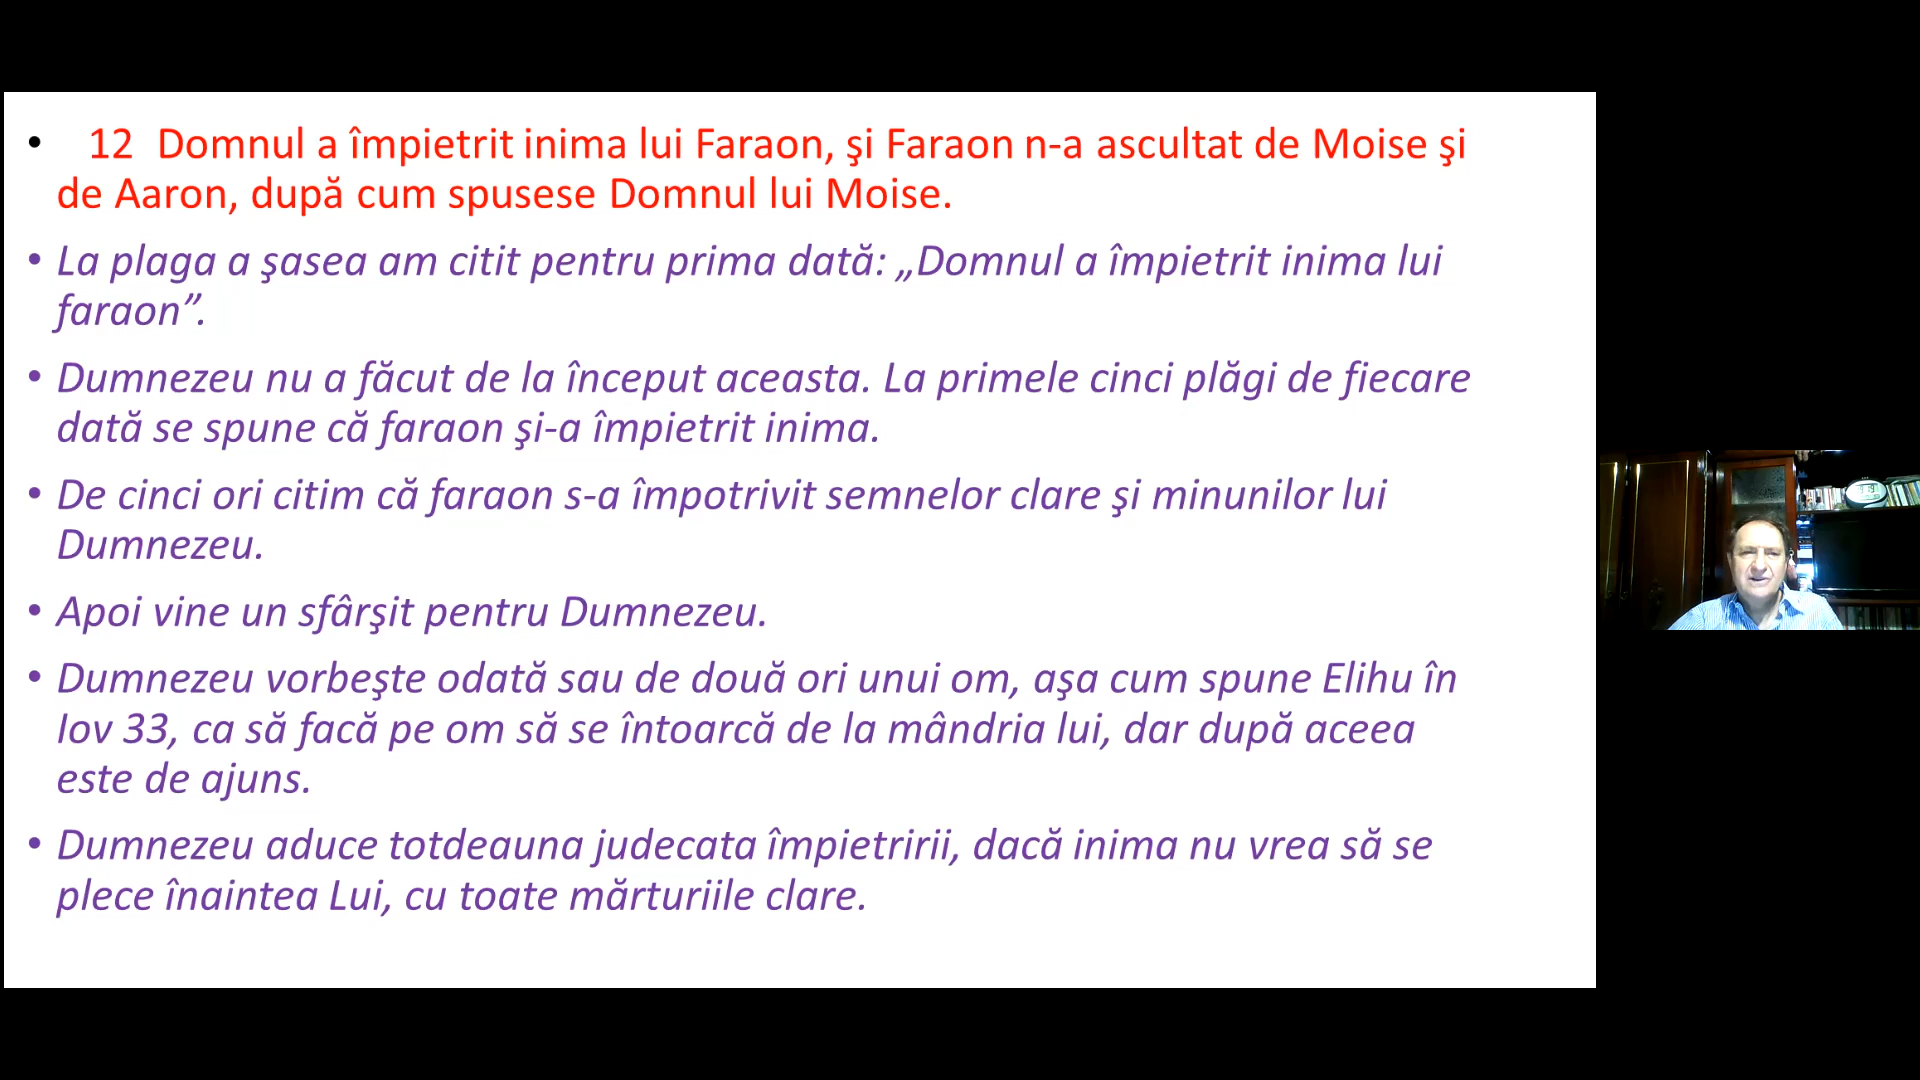 • 12 Domnul a împietrit inima lui Faraon, şi Faraon n-a ascultat de Moise şi
de Aaron, după cum spusese Domnul lui Moise.
• La plaga a şasea am citit pentru prima dată: „Domnul a împietrit inima lui
faraon”.
• Dumnezeu nu a făcut de la început aceasta. La primele cinci plăgi de fiecare
dată se spune că faraon şi-a împietrit inima.
• De cinci ori citim că faraon s-a împotrivit semnelor clare şi minunilor lui
Dumnezeu.
• Apoi vine un sfârşit pentru Dumnezeu.
• Dumnezeu vorbeşte odată sau de două ori unui om, aşa cum spune Elihu în
Iov 33, ca să facă pe om să se întoarcă de la mândria lui, dar după aceea
este de ajuns.
• Dumnezeu aduce totdeauna judecata împietririi, dacă inima nu vrea să se
plece înaintea Lui, cu toate mărturiile clare.